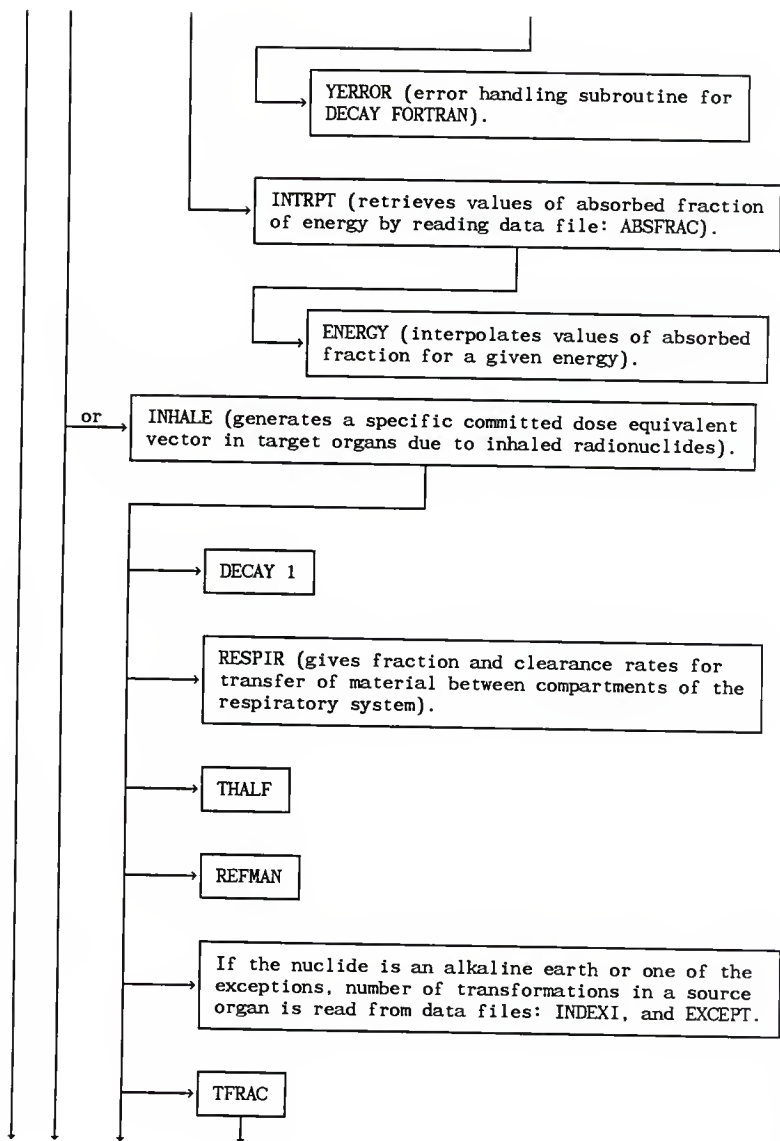 YERROR (error handling subroutine for
DECAY FORTRAN).
INTRPT (retrieves values of absorbed fraction
of energy by reading data file: ABSFRAC).
ENERGY (interpolates values of absorbed
fraction for a given energy).
or
INHALE (generates a specific committed dose equivalent
vector in target organs due to inhaled radionuclides).
DECAY 1
RESPIR (gives fraction and clearance rates for
transfer of material between compartments of the
respiratory system).
THALF
REFMAN
If the nuclide is an alkaline earth or one of the
exceptions, number of transformations in a source
organ is read from data files: INDEXI, and EXCEPT.
TFRAC